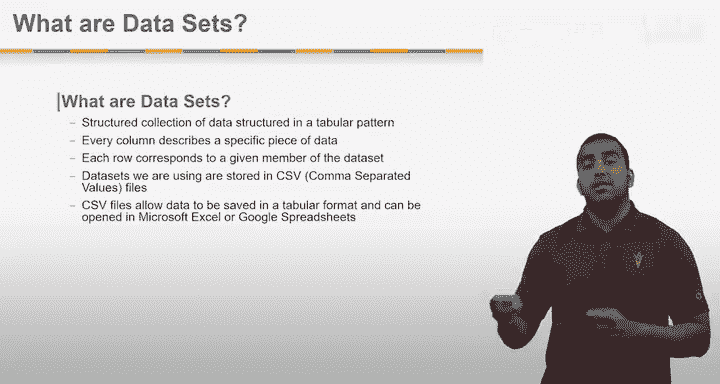 What are Data Sets?
What are Data Sets?
– Structured collection of data structured in a tabular pattern
– Every column describes a specific piece of data
– Each row corresponds to a given member of the dataset
– Datasets we are using are stored in CSV (Comma Separated
Values) files
– CSV files allow data to be saved in a tabular format and can be
opened in Microsoft Excel or Google Spreadsheets